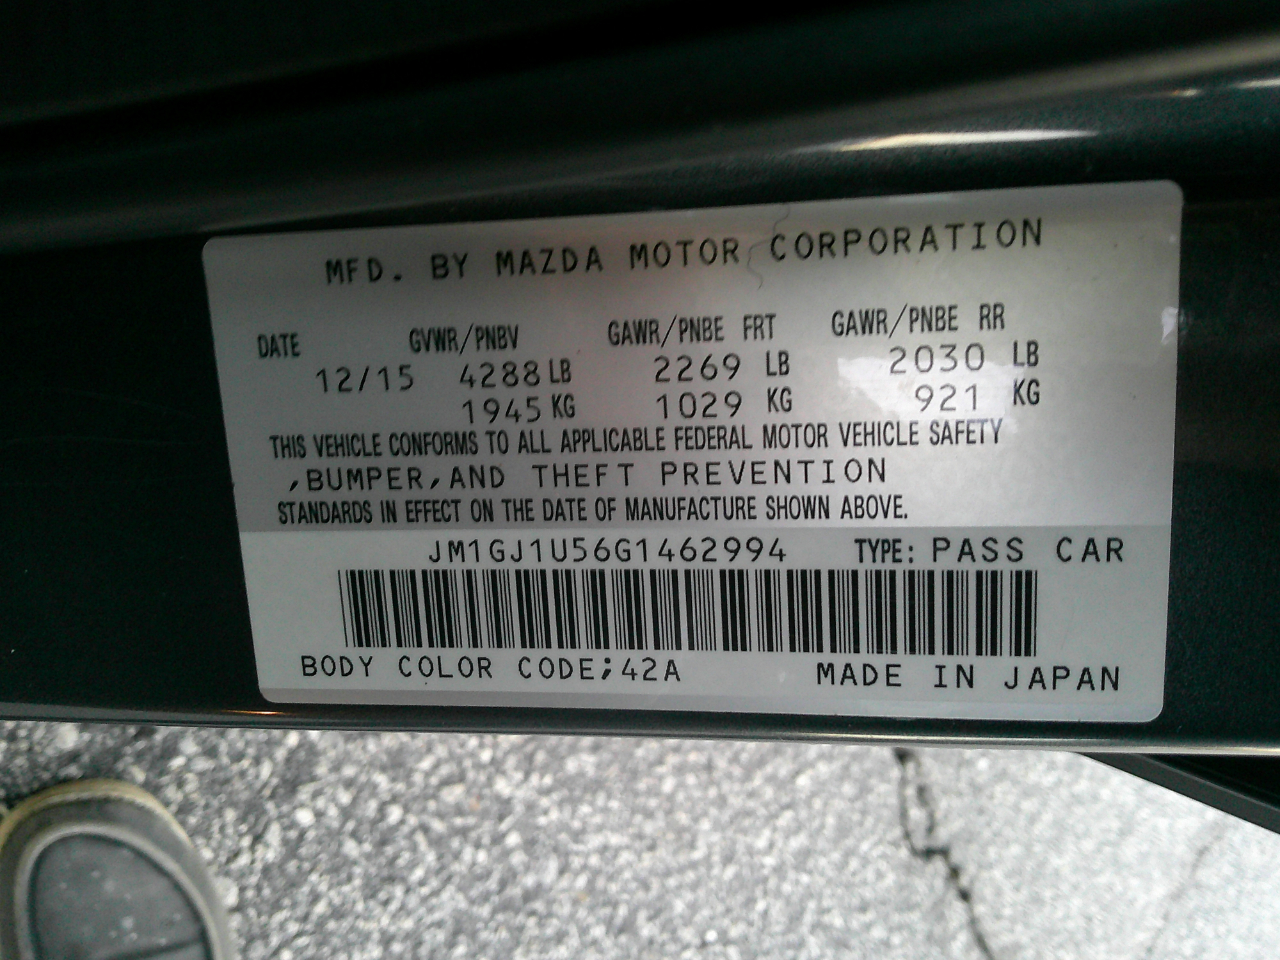 MFD. BY MAZDA MOTOR CORPORATION
DATE GVWR/PNBV GAWR/PNBE FRT GAWR/PNBE RR
12/15 4288 LB 2269 LB 2030 LB
1945 KG 1029 KG 921 KG
THIS VEHICLE CONFORMS TO ALL APPLICABLE FEDERAL MOTOR VEHICLE SAFETY
,BUMPER,AND THEFT PREVENTION
STANDARDS IN EFFECT ON THE DATE OF MANUFACTURE SHOWN ABOVE.
JM1GJ1U56G1462994 TYPE: PASS CAR
BODY COLOR CODE;42A MADE IN JAPAN